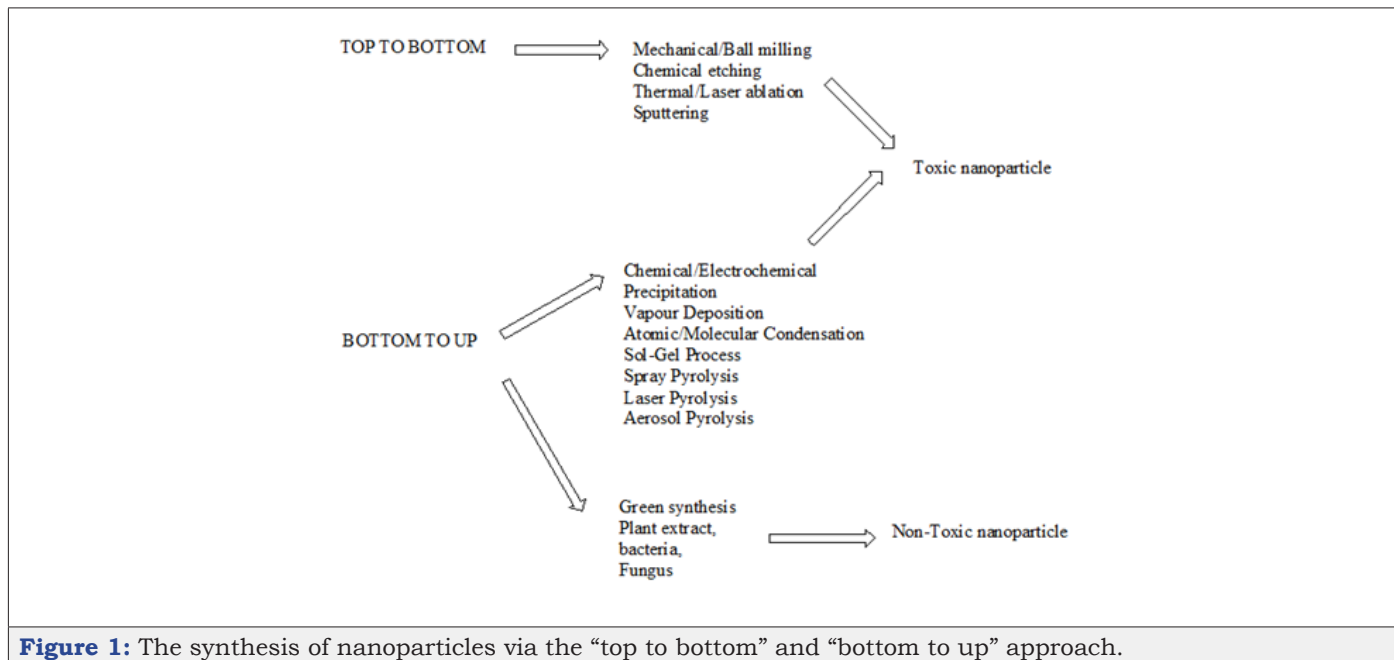 TOP TO BOTTOM
Mechanical/Ball milling
Chemical etching
Thermal/Laser ablation
Sputtering
Toxic nanoparticle
BOTTOM TO UP
Chemical/Electrochemical
Precipitation
Vapour Deposition
Atomic/Molecular Condensation
Sol-Gel Process
Spray Pyrolysis
Laser Pyrolysis
Aerosol Pyrolysis
Green synthesis
Plant extract,
bacteria,
Fungus
Non-Toxic nanoparticle
Figure 1: The synthesis of nanoparticles via the “top to bottom” and “bottom to up” approach.